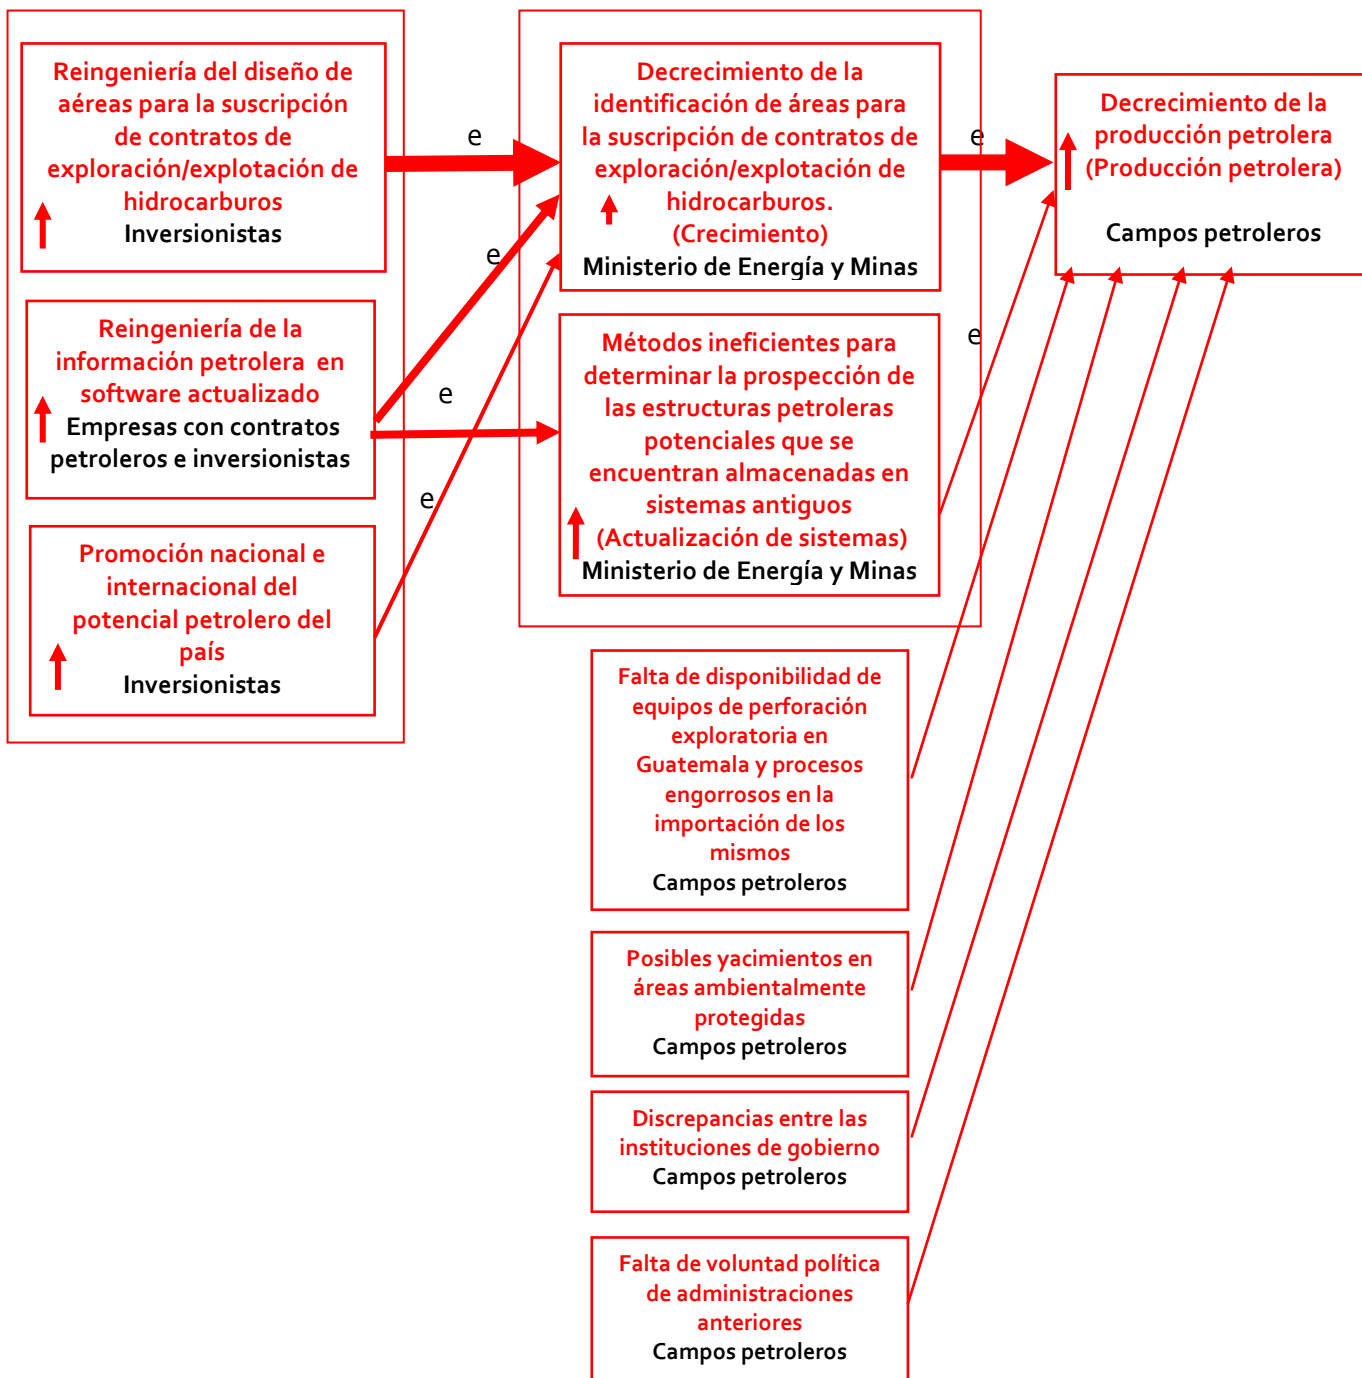 Reingeniería del diseño de
aéreas para la suscripción
de contratos de
exploración/explotación de
hidrocarburos
Inversionistas
Reingeniería de la
información petrolera en
software actualizado
Empresas con contratos
petroleros e inversionistas
Promoción nacional e
internacional del
potencial petrolero del
país
Inversionistas
e
e
e
e
Decrecimiento de la
identificación de áreas para
la suscripción de contratos de
exploración/explotación de
hidrocarburos.
(Crecimiento)
Ministerio de Energía y Minas
Métodos ineficientes para
determinar la prospección de
las estructuras petroleras
potenciales que se
encuentran almacenadas en
sistemas antiguos
(Actualización de sistemas)
Ministerio de Energía y Minas
Falta de disponibilidad de
equipos de perforación
exploratoria en
Guatemala y procesos
engorrosos en la
importación de los
mismos
Campos petroleros
Posibles yacimientos en
áreas ambientalmente
protegidas
Campos petroleros
Discrepancias entre las
instituciones de gobierno
Campos petroleros
Falta de voluntad política
de administraciones
anteriores
Campos petroleros
e
e
Decrecimiento de la
producción petrolera
(Producción petrolera)
Campos petroleros